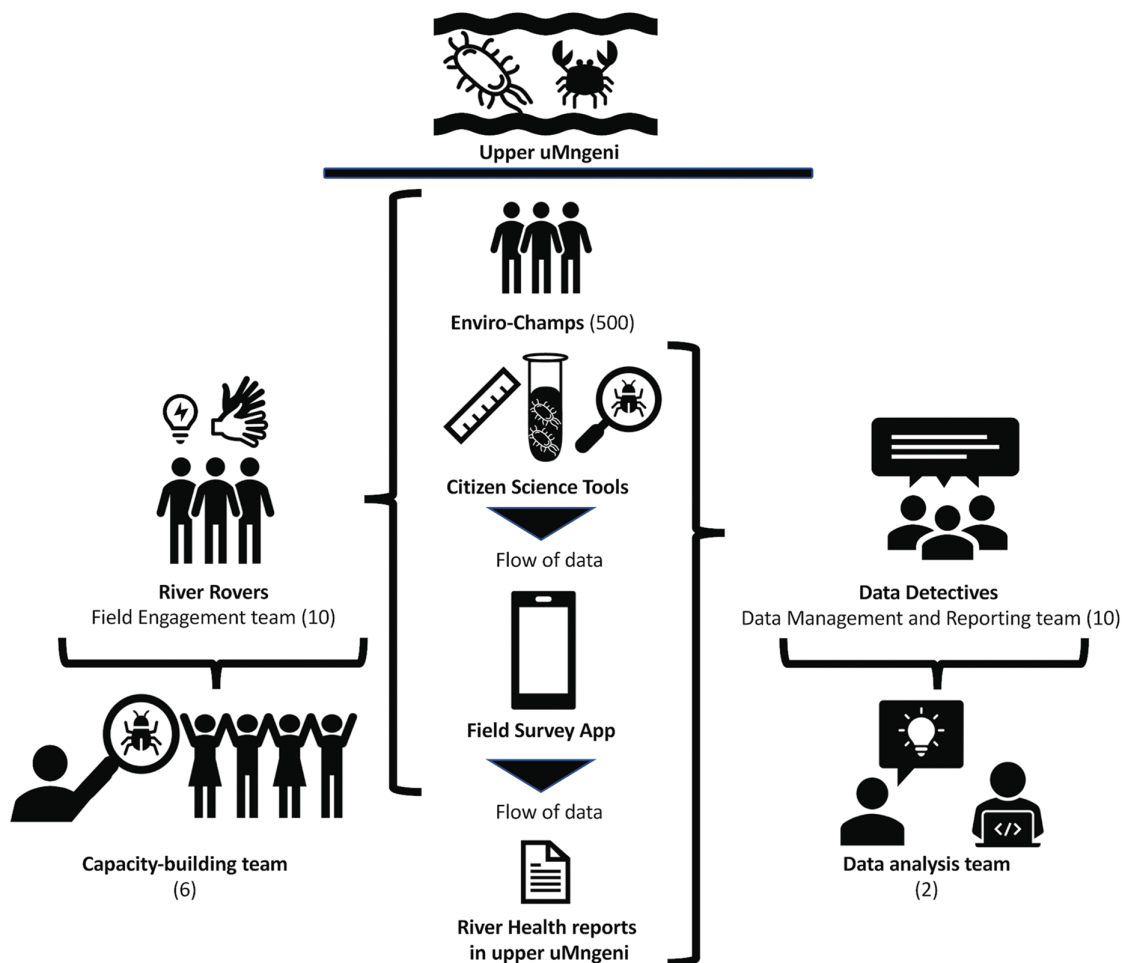 Upper uMngeni
Enviro-Champs (500)
Citizen Science Tools
Flow of data
Field Survey App
Flow of data
River Health reports
in upper uMngeni
River Rovers
Field Engagement team (10)
Capacity-building team
(6)
Data Detectives
Data Management and Reporting team (10)
</>
Data analysis team
(2)